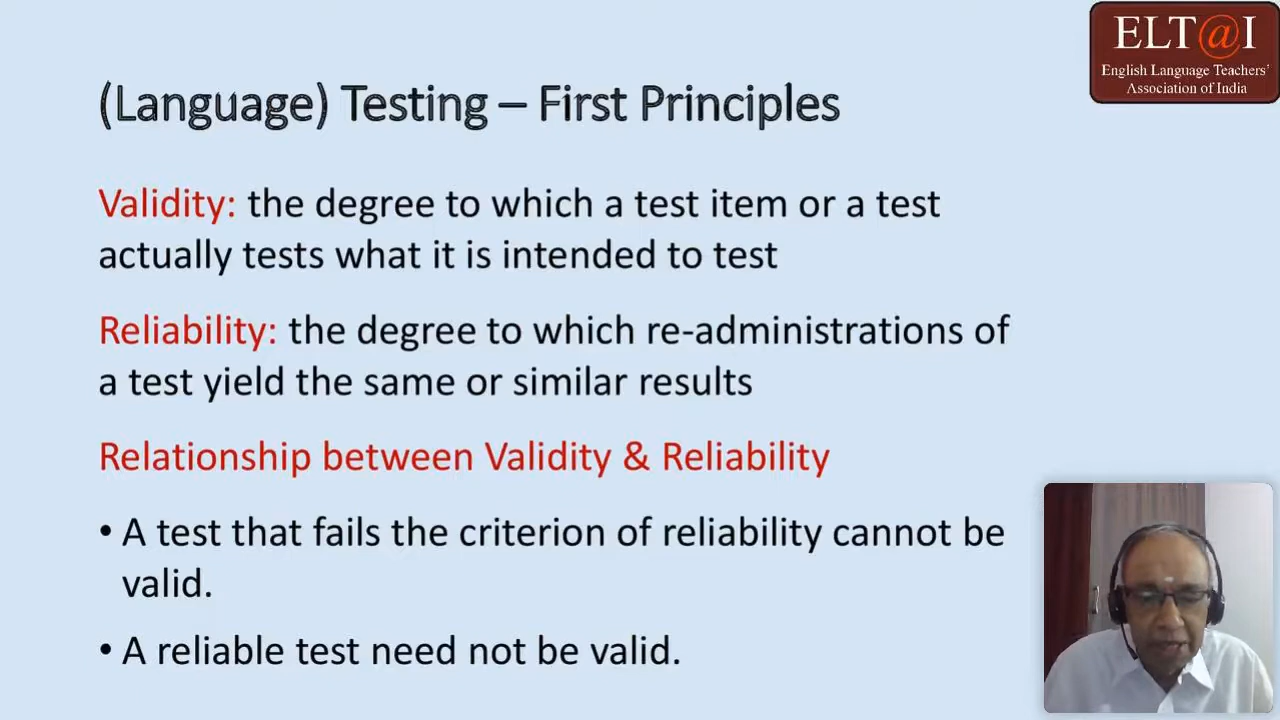 ELT@I
English Language Teachers'
Association of India
(Language) Testing – First Principles
Validity: the degree to which a test item or a test
actually tests what it is intended to test
Reliability: the degree to which re-administrations of
a test yield the same or similar results
Relationship between Validity & Reliability
• A test that fails the criterion of reliability cannot be
valid.
• A reliable test need not be valid.